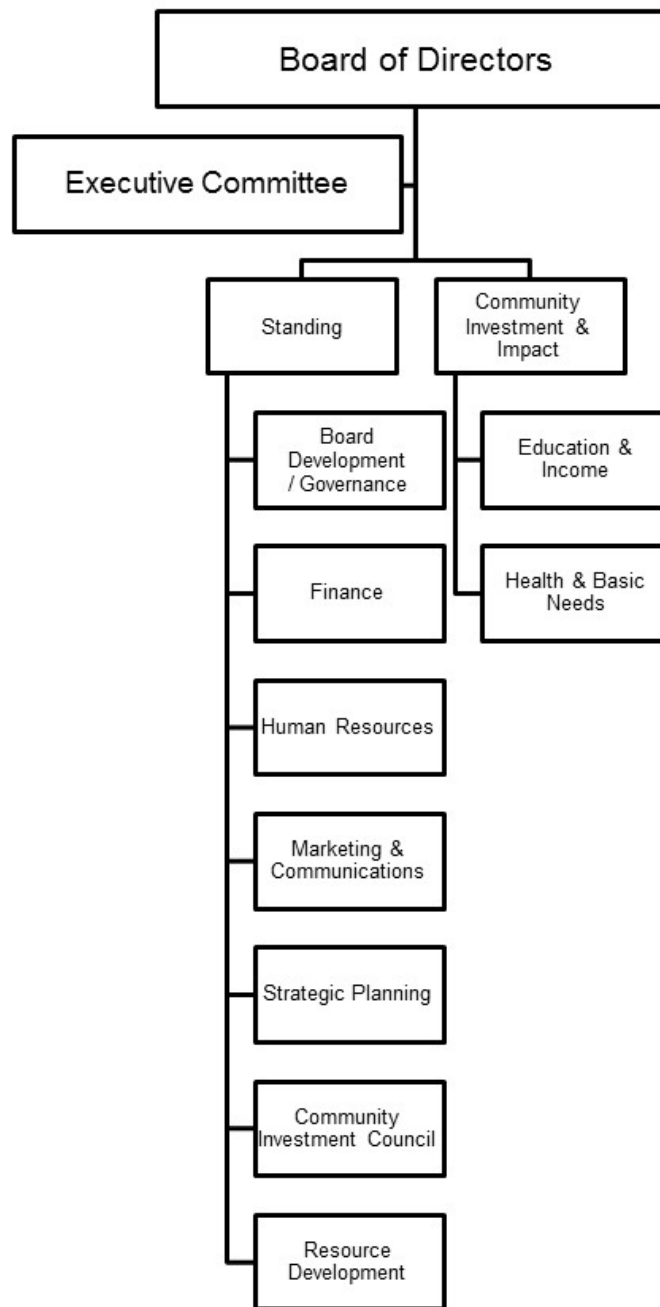 Board of Directors
Executive Committee
Standing
Community
Investment &
Impact
Board
Development
/ Governance
Education &
Income
Finance
Health & Basic
Needs
Human Resources
Marketing &
Communications
Strategic Planning
Community
Investment Council
Resource
Development